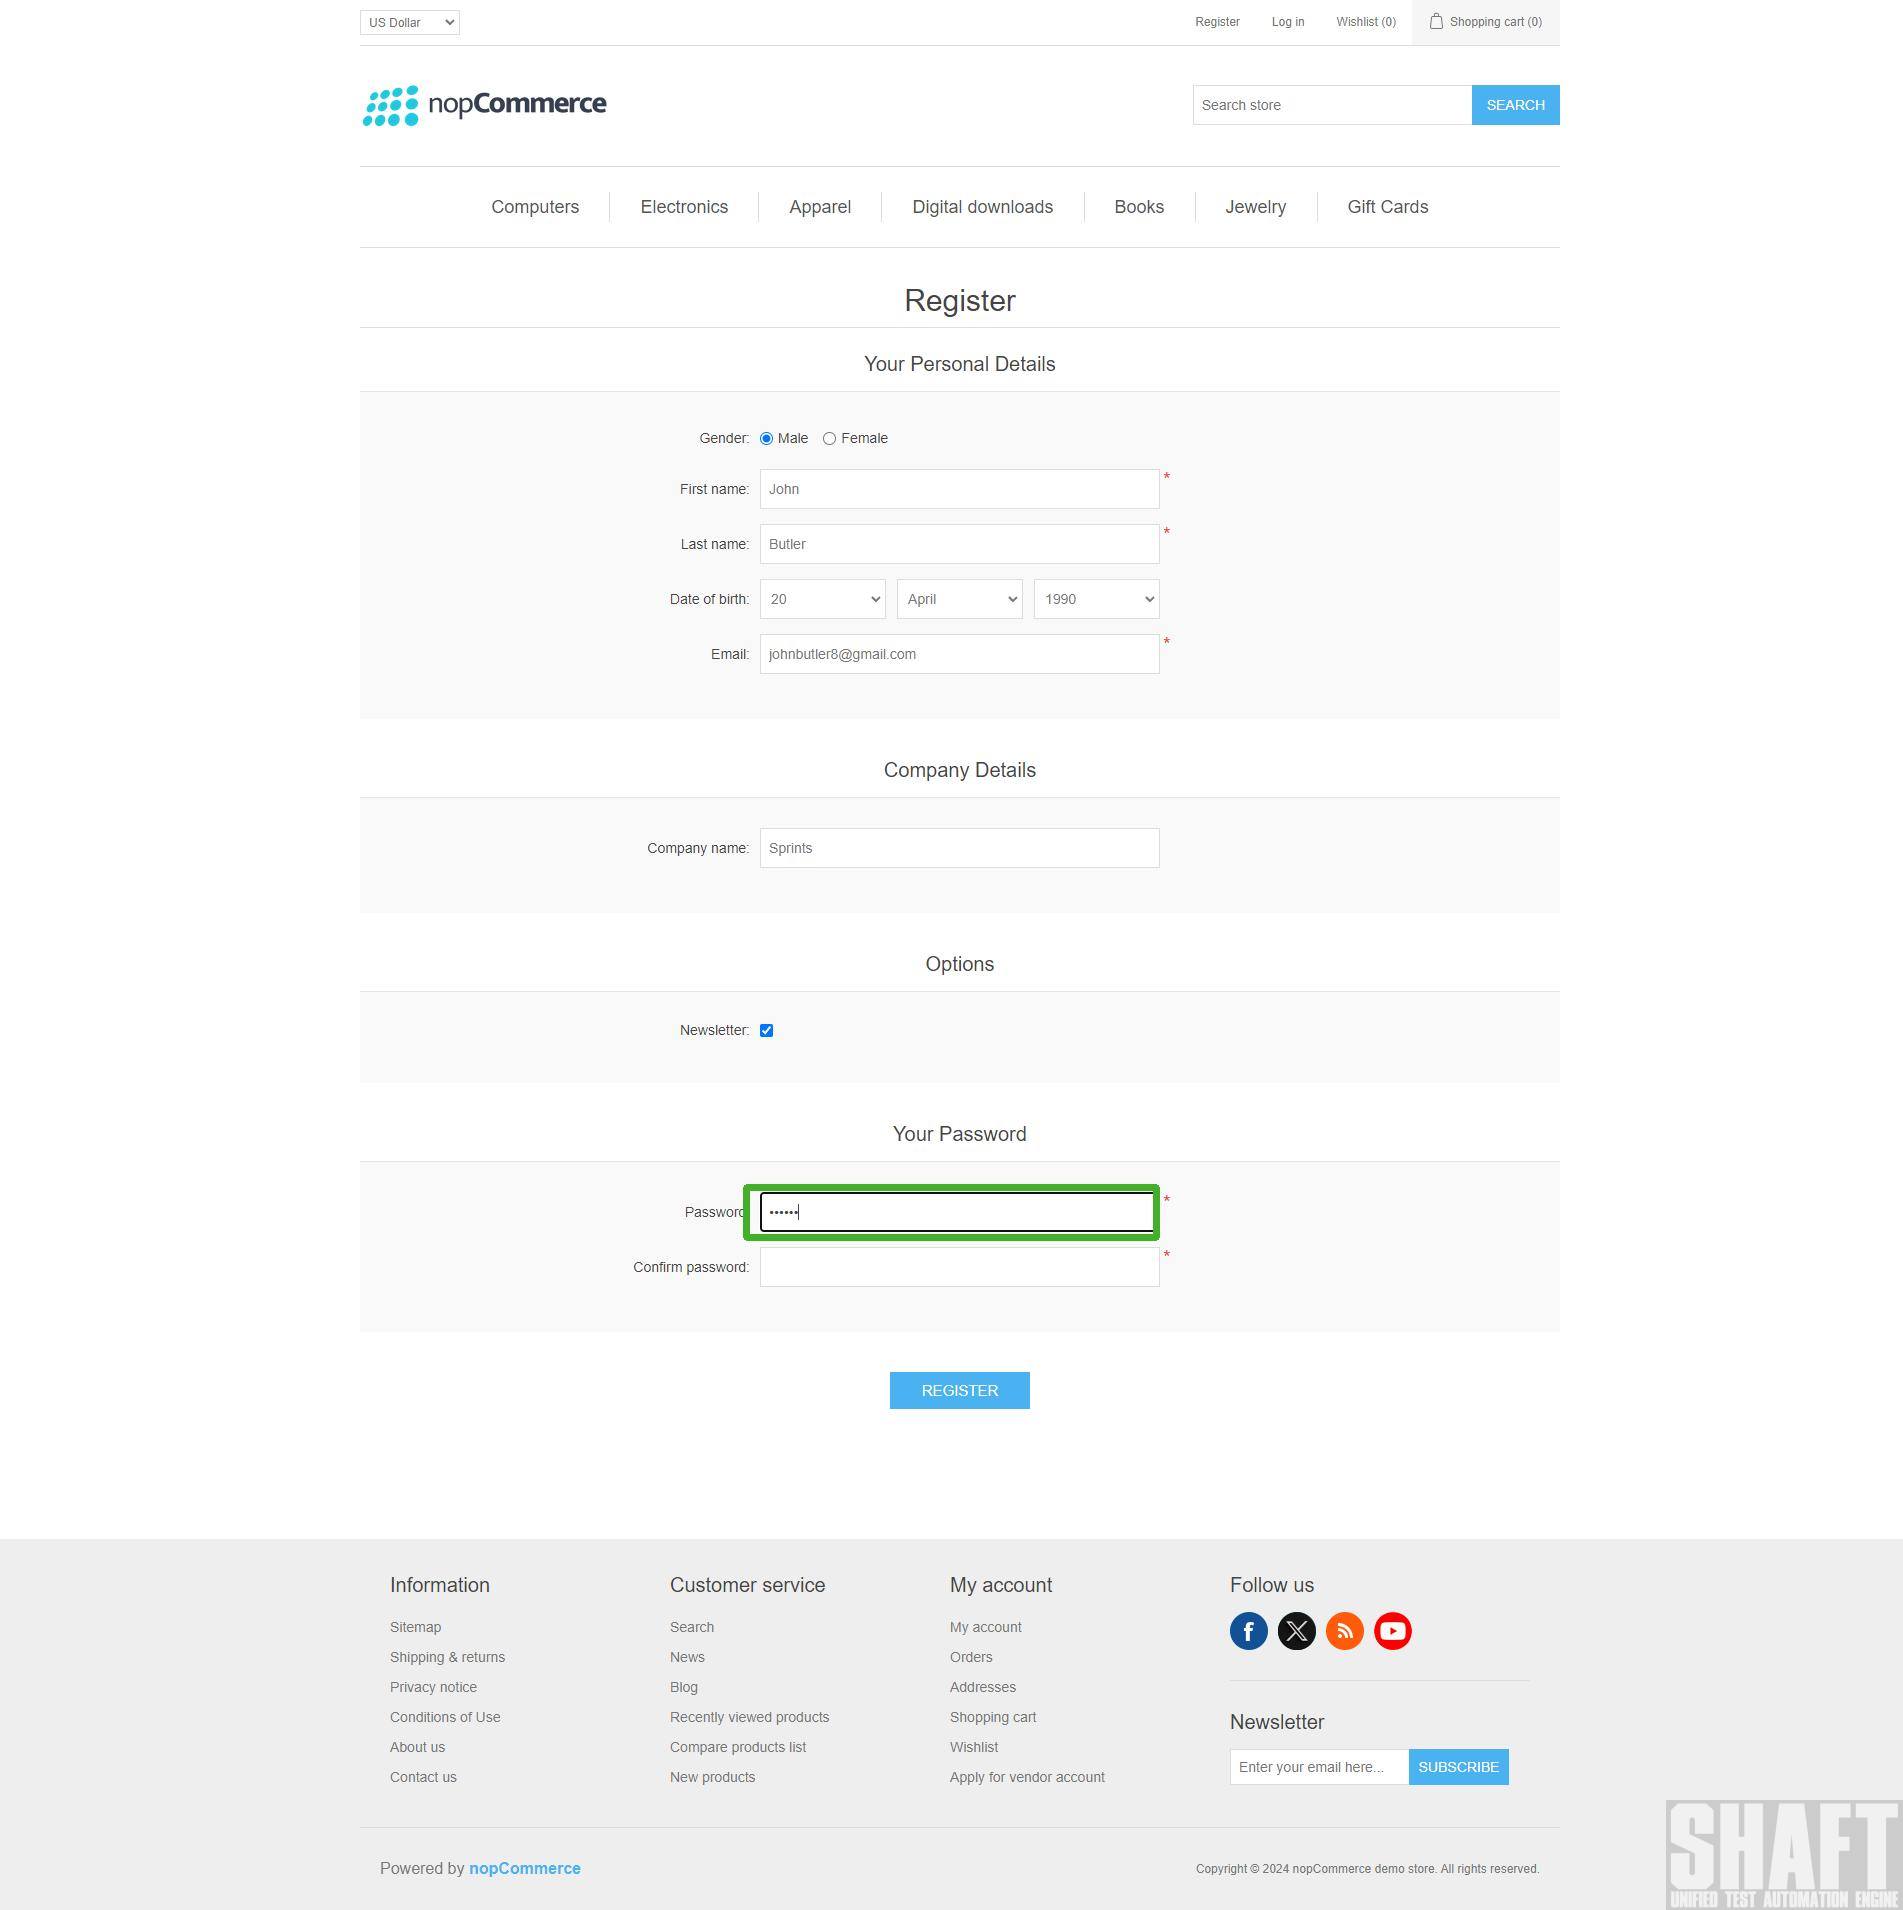 US Dollar
Register Log in Wishlist (0) Shopping cart (0)
nopCommerce
Search store SEARCH
Computers Electronics Apparel Digital downloads Books Jewelry Gift Cards
Register
Your Personal Details
Gender: Male Female
First name: John *
Last name: Butler *
Date of birth: 20 April 1990
Email: johnbutler8@gmail.com *
Company Details
Company name: Sprints
Options
Newsletter:
Your Password
Password •••••• *
Confirm password: *
REGISTER
Information
Sitemap
Shipping & returns
Privacy notice
Conditions of Use
About us
Contact us
Customer service
Search
News
Blog
Recently viewed products
Compare products list
New products
My account
My account
Orders
Addresses
Shopping cart
Wishlist
Apply for vendor account
Follow us
Newsletter
Enter your email here... SUBSCRIBE
Powered by nopCommerce
Copyright © 2024 nopCommerce demo store. All rights reserved.
SHAFT
UNIFIED TEST AUTOMATION ENGINE